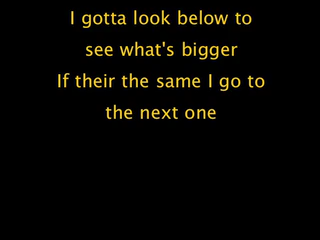 I gotta look below to
see what's bigger
If their the same I go to
the next one